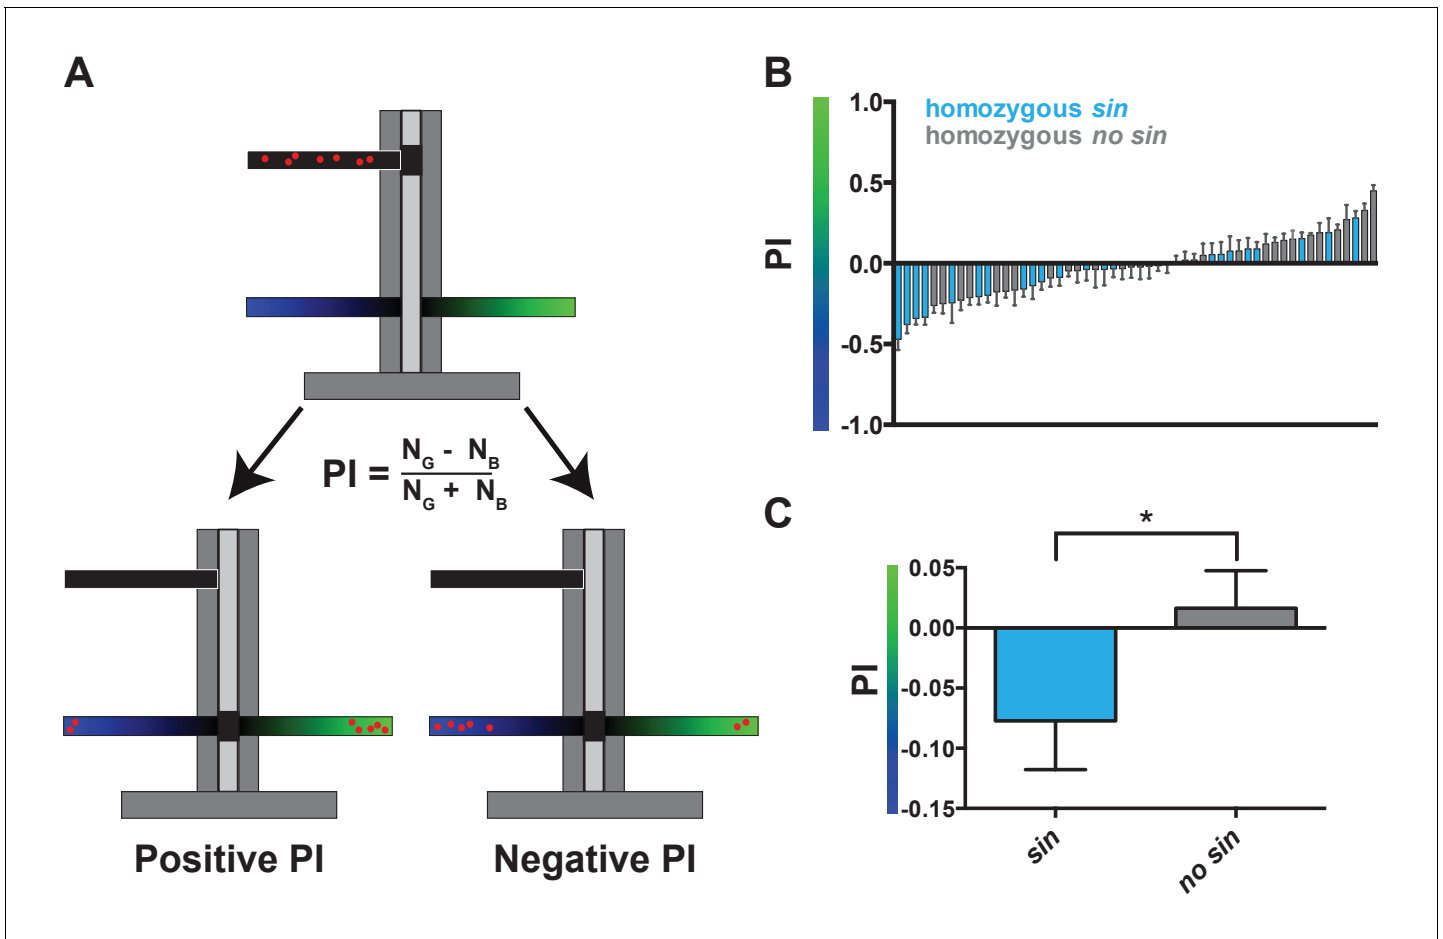 A
PI = N_G - N_B
N_G + N_B
Positive PI
Negative PI
B
PI
1.0
0.5
0.0
-0.5
-1.0
homozygous sin
homozygous no sin
C
*
PI
0.05
0.00
-0.05
-0.10
-0.15
sin
no sin